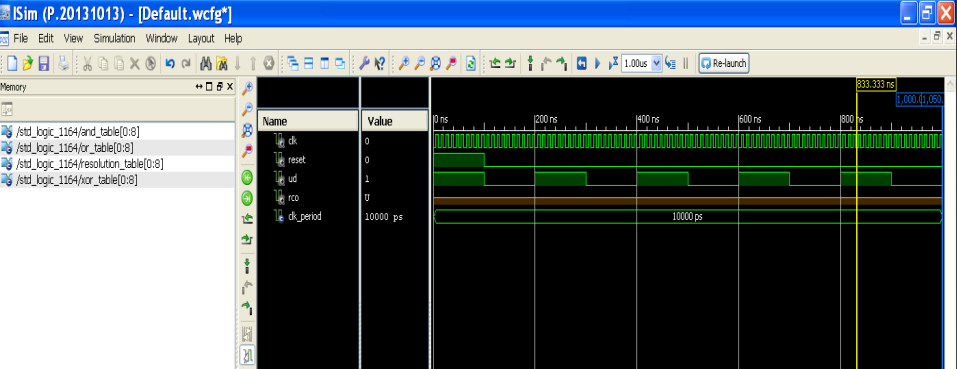 ISim (P.20131013) - [Default.wcfg*]
File Edit View Simulation Window Layout Help
1.00us Re-launch
Memory
/std_logic_1164/and_table[0:8]
/std_logic_1164/or_table[0:8]
/std_logic_1164/resolution_table[0:8]
/std_logic_1164/xor_table[0:8]
833.333 ns
1,000.0 1,050.
Name Value
0 ns 200 ns 400 ns 600 ns 800 ns
clk 0
reset 0
ud 1
rco U
clk_period 10000 ps 10000 ps